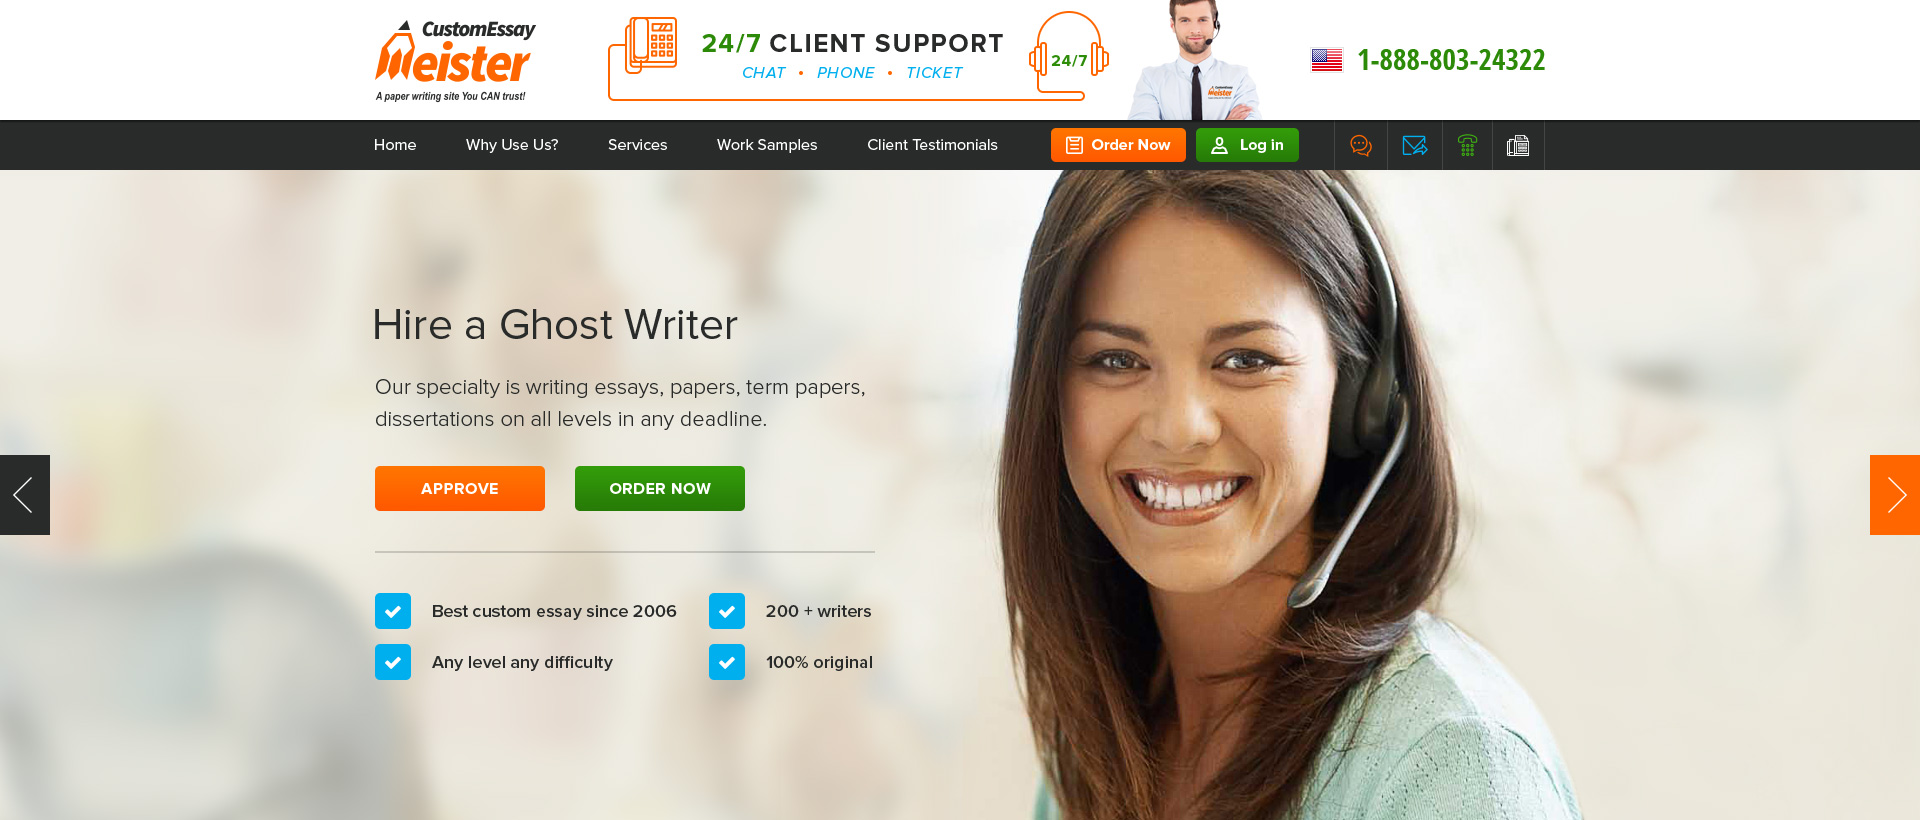 CustomEssay
Meister
A paper writing site You CAN trust!
24/7 CLIENT SUPPORT
CHAT • PHONE • TICKET
24/7
1-888-803-24322
Home
Why Use Us?
Services
Work Samples
Client Testimonials
Order Now
Log in
Hire a Ghost Writer
Our specialty is writing essays, papers, term papers,
dissertations on all levels in any deadline.
APPROVE
ORDER NOW
Best custom essay since 2006
200 + writers
Any level any difficulty
100% original